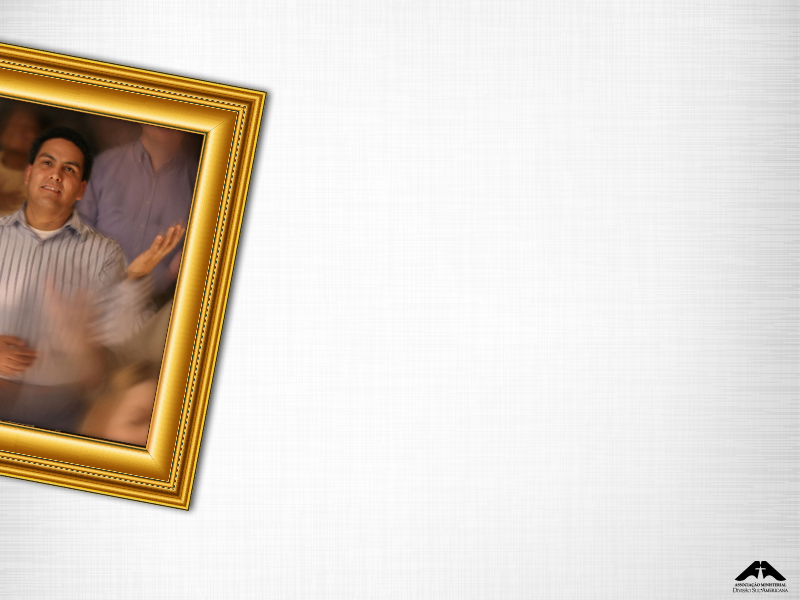 ASSOCIAÇÃO MINISTERIAL
DIVISÃO SUL-AMERICANA